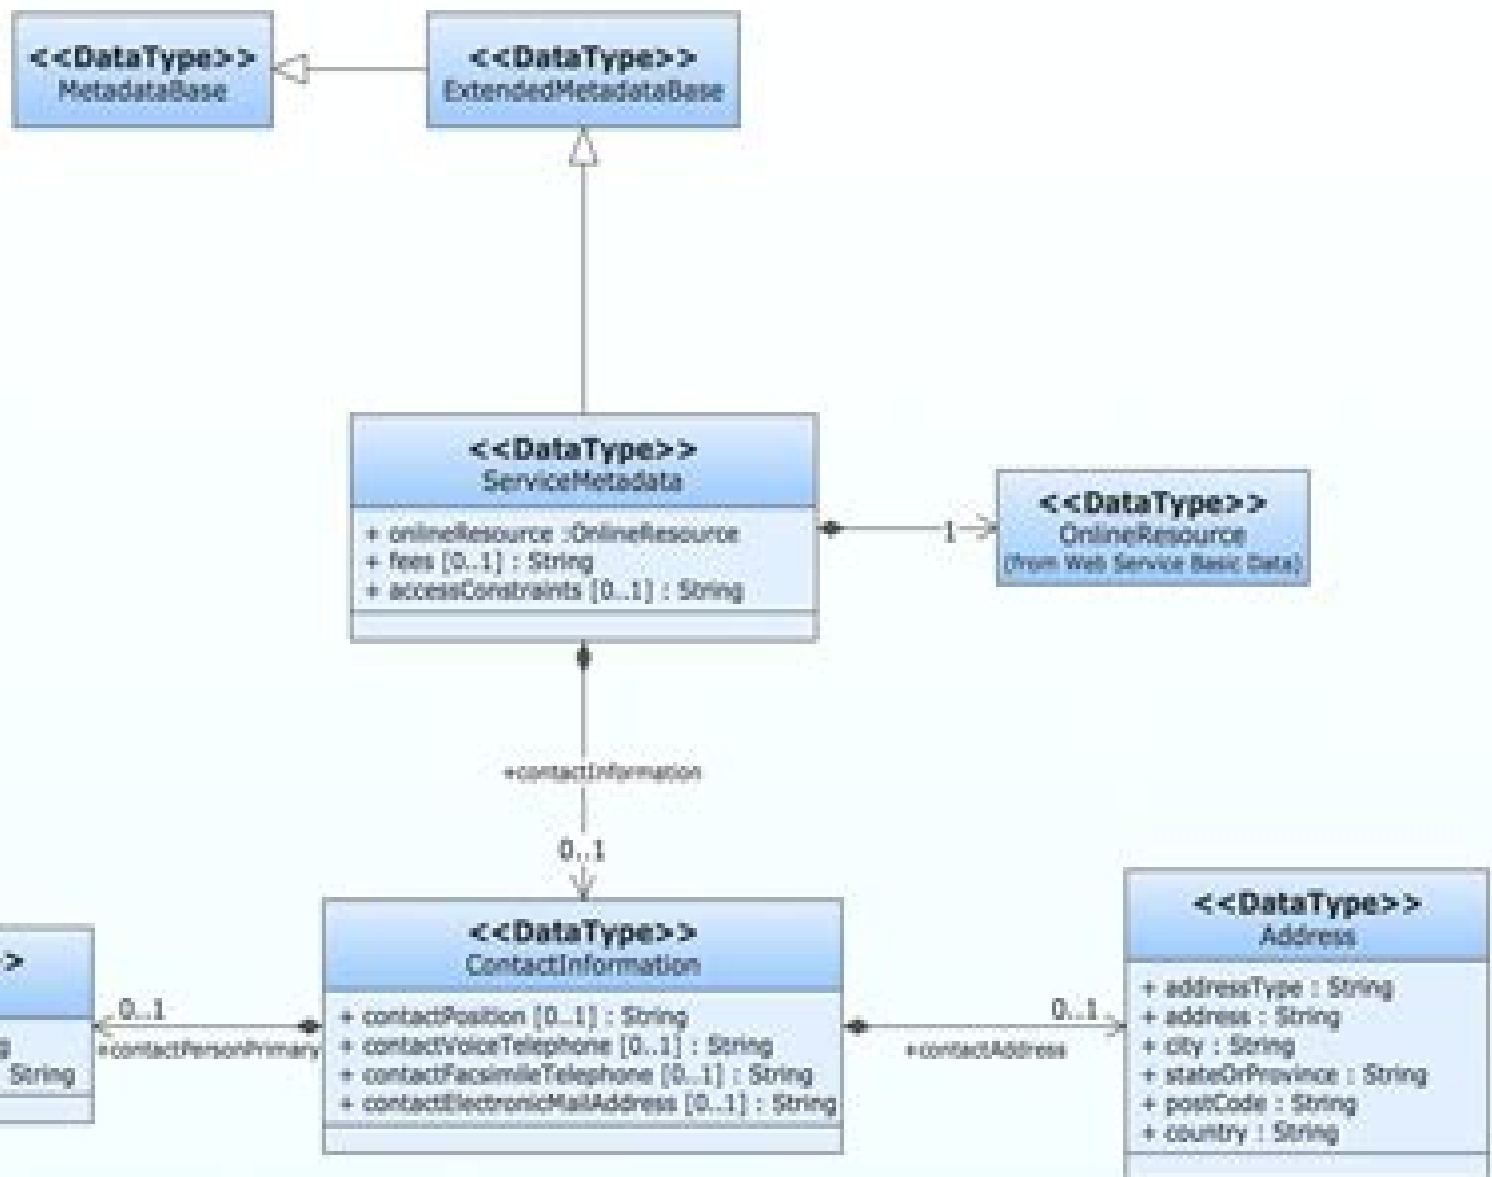 <<DataType>>
MetadataBase
<<DataType>>
ExtendedMetadataBase
<<DataType>>
ServiceMetadata
+ onlineResource :OnlineResource
+ fees [0..1] : String
+ accessConstraints [0..1] : String
1
<<DataType>>
OnlineResource
(from Web Service Basic Data)
+contactInformation
0..1
>
g
String
0..1
+contactPersonPrimary
<<DataType>>
ContactInformation
+ contactPosition [0..1] : String
+ contactVoiceTelephone [0..1] : String
+ contactFacsimileTelephone [0..1] : String
+ contactElectronicMailAddress [0..1] : String
0..1
+contactAddress
<<DataType>>
Address
+ addressType : String
+ address : String
+ city : String
+ stateOrProvince : String
+ postCode : String
+ country : String